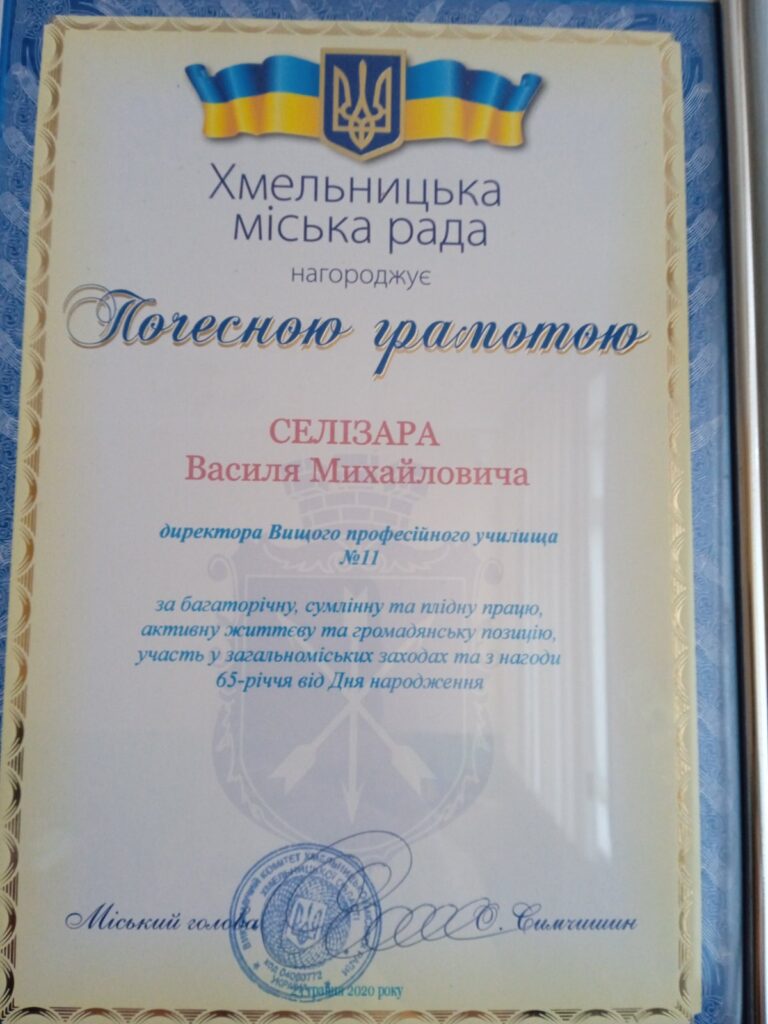 Хмельницька
міська рада
нагороджує
Почесною грамотою
СЕЛІЗАРА
Василя Михайловича
директора Вищого професійного училища
№11
за багаторічну, сумлінну та плідну працю,
активну життєву та громадянську позицію,
участь у загальноміських заходах та з нагоди
65-річчя від Дня народження
Міський голова
О. Симчишин
травня 2020 року